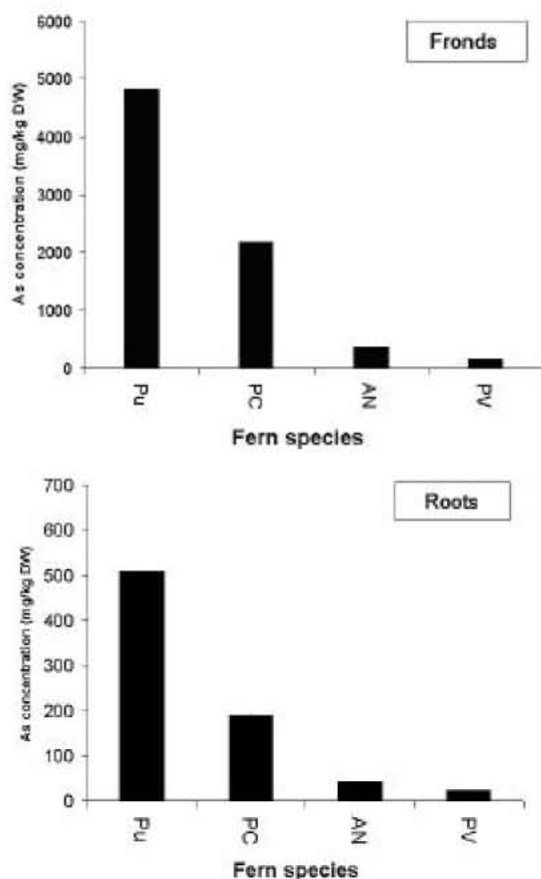 Fronds
As concentration (mg/kg DW)
6000
5000
4000
3000
2000
1000
0
Pu
PC
AN
PV
Fern species
Roots
As concentration (mg/kg DW)
700
600
500
400
300
200
100
0
Pu
PC
AN
PV
Fern species